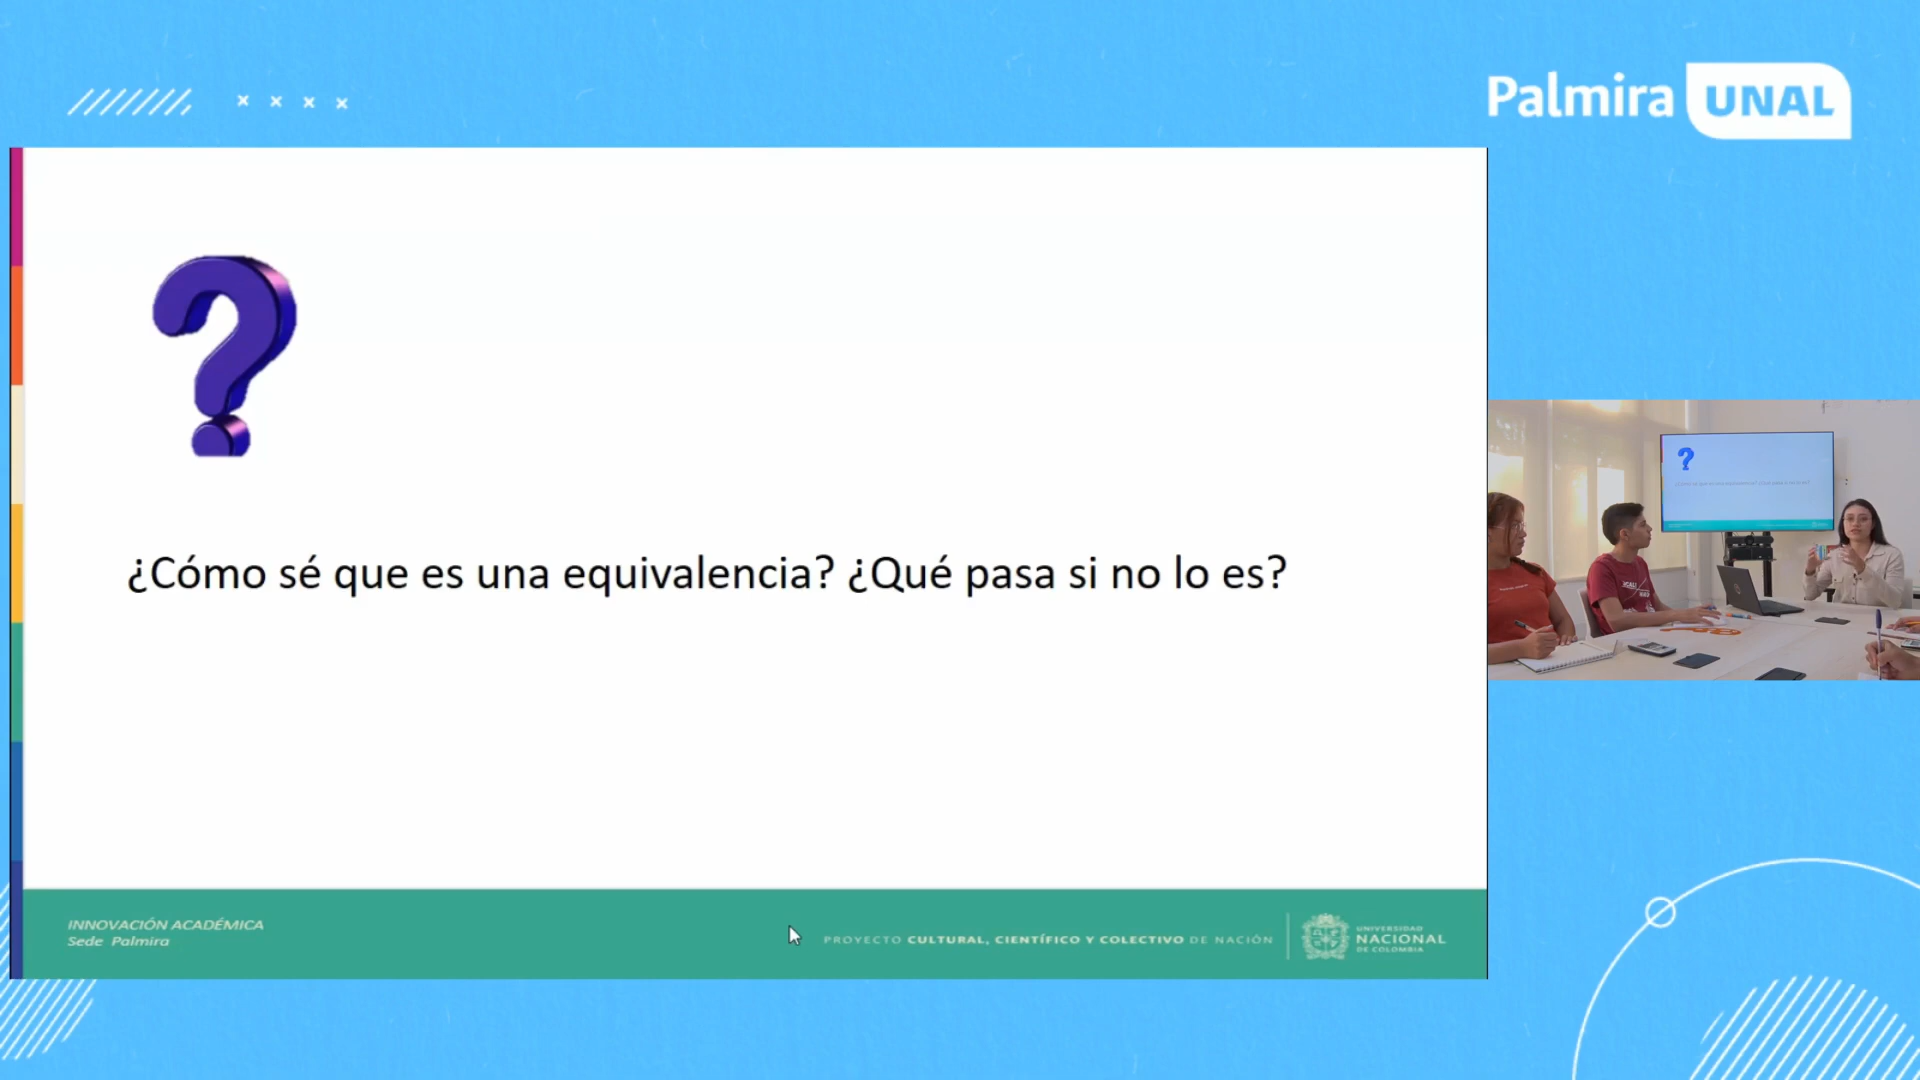 Palmira UNAL
?
¿Cómo sé que es una equivalencia? ¿Qué pasa si no lo es?
INNOVACIÓN ACADÉMICA
Sede Palmira
PROYECTO CULTURAL, CIENTÍFICO Y COLECTIVO DE NACIÓN
UNIVERSIDAD
NACIONAL
DE COLOMBIA